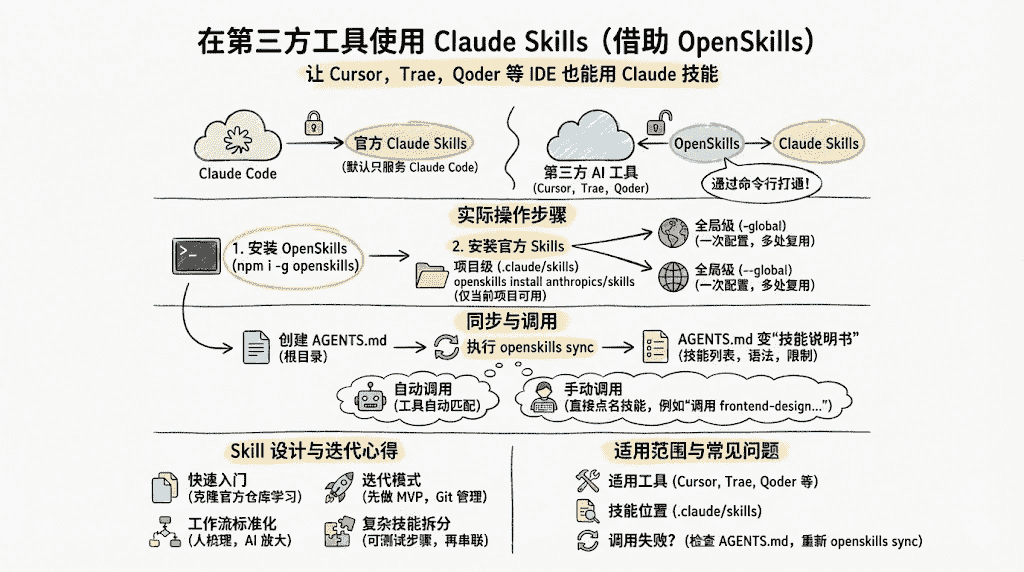 在第三方工具使用 Claude Skills（借助 OpenSkills）
让 Cursor，Trae，Qoder 等 IDE 也能用 Claude 技能
Claude Code
官方 Claude Skills
(默认只服务 Claude Code)
第三方 AI 工具
(Cursor, Trae, Qoder)
OpenSkills
Claude Skills
通过命令行打通！
实际操作步骤
>_
1. 安装 OpenSkills
(npm i -g openskills)
2. 安装官方 Skills
项目级 (.claude/skills)
openskills install anthropics/skills
(仅当前项目可用)
全局级 (-global)
(一次配置，多处复用)
全局级 (--global)
(一次配置，多处复用)
同步与调用
创建 AGENTS.md
(根目录)
执行 openskills sync
AGENTS.md 变“技能说明书”
(技能列表，语法，限制)
自动调用
(工具自动匹配)
手动调用
(直接点名技能，例如“调用 frontend-design...”)
Skill 设计与迭代心得
快速入门
(克隆官方仓库学习)
迭代模式
(先做 MVP，Git 管理)
工作流标准化
(人梳理，AI 放大)
复杂技能拆分
(可测试步骤，再串联)
适用范围与常见问题
适用工具 (Cursor, Trae, Qoder 等)
技能位置 (.claude/skills)
调用失败？ (检查 AGENTS.md，重新 openskills sync)